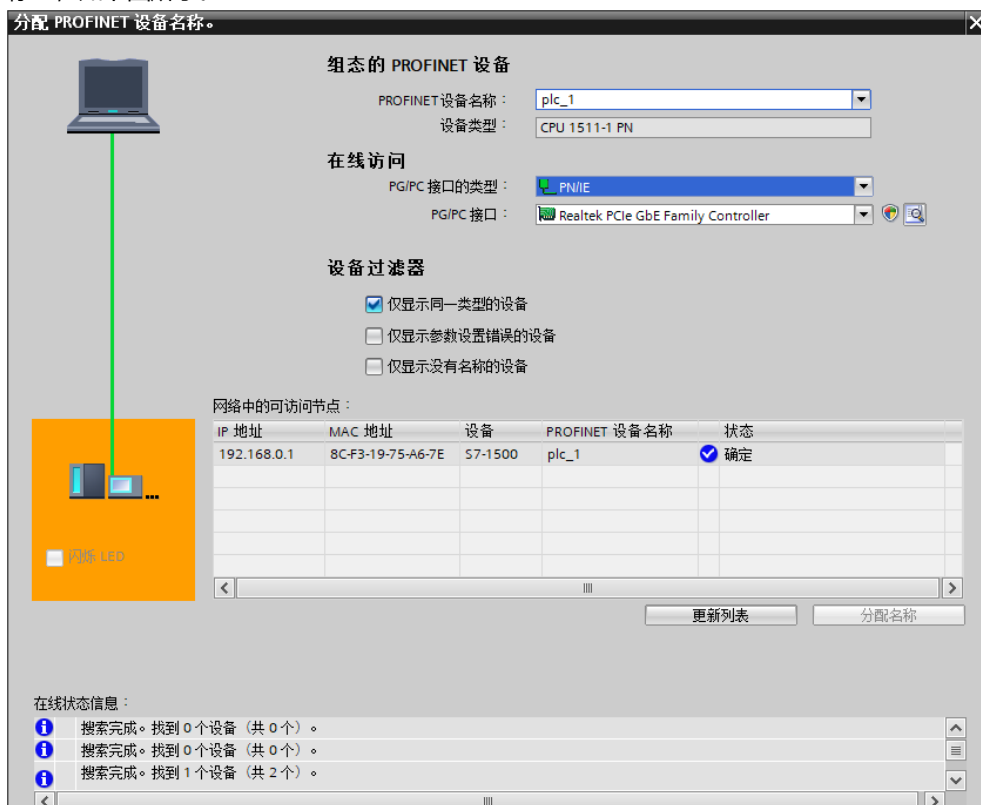 分配 PROFINET 设备名称。
组态的 PROFINET 设备
PROFINET设备名称： plc_1
设备类型： CPU 1511-1 PN
在线访问
PG/PC 接口的类型： PN/IE
PG/PC 接口： Realtek PCIe GbE Family Controller
设备过滤器
仅显示同一类型的设备
仅显示参数设置错误的设备
仅显示没有名称的设备
网络中的可访问节点：
IP 地址 MAC 地址 设备 PROFINET 设备名称 状态
192.168.0.1 8C-F3-19-75-A6-7E S7-1500 plc_1 确定
闪烁 LED
更新列表 分配名称
在线状态信息：
搜索完成。找到 0 个设备（共 0 个）。
搜索完成。找到 0 个设备（共 0 个）。
搜索完成。找到 1 个设备（共 2 个）。